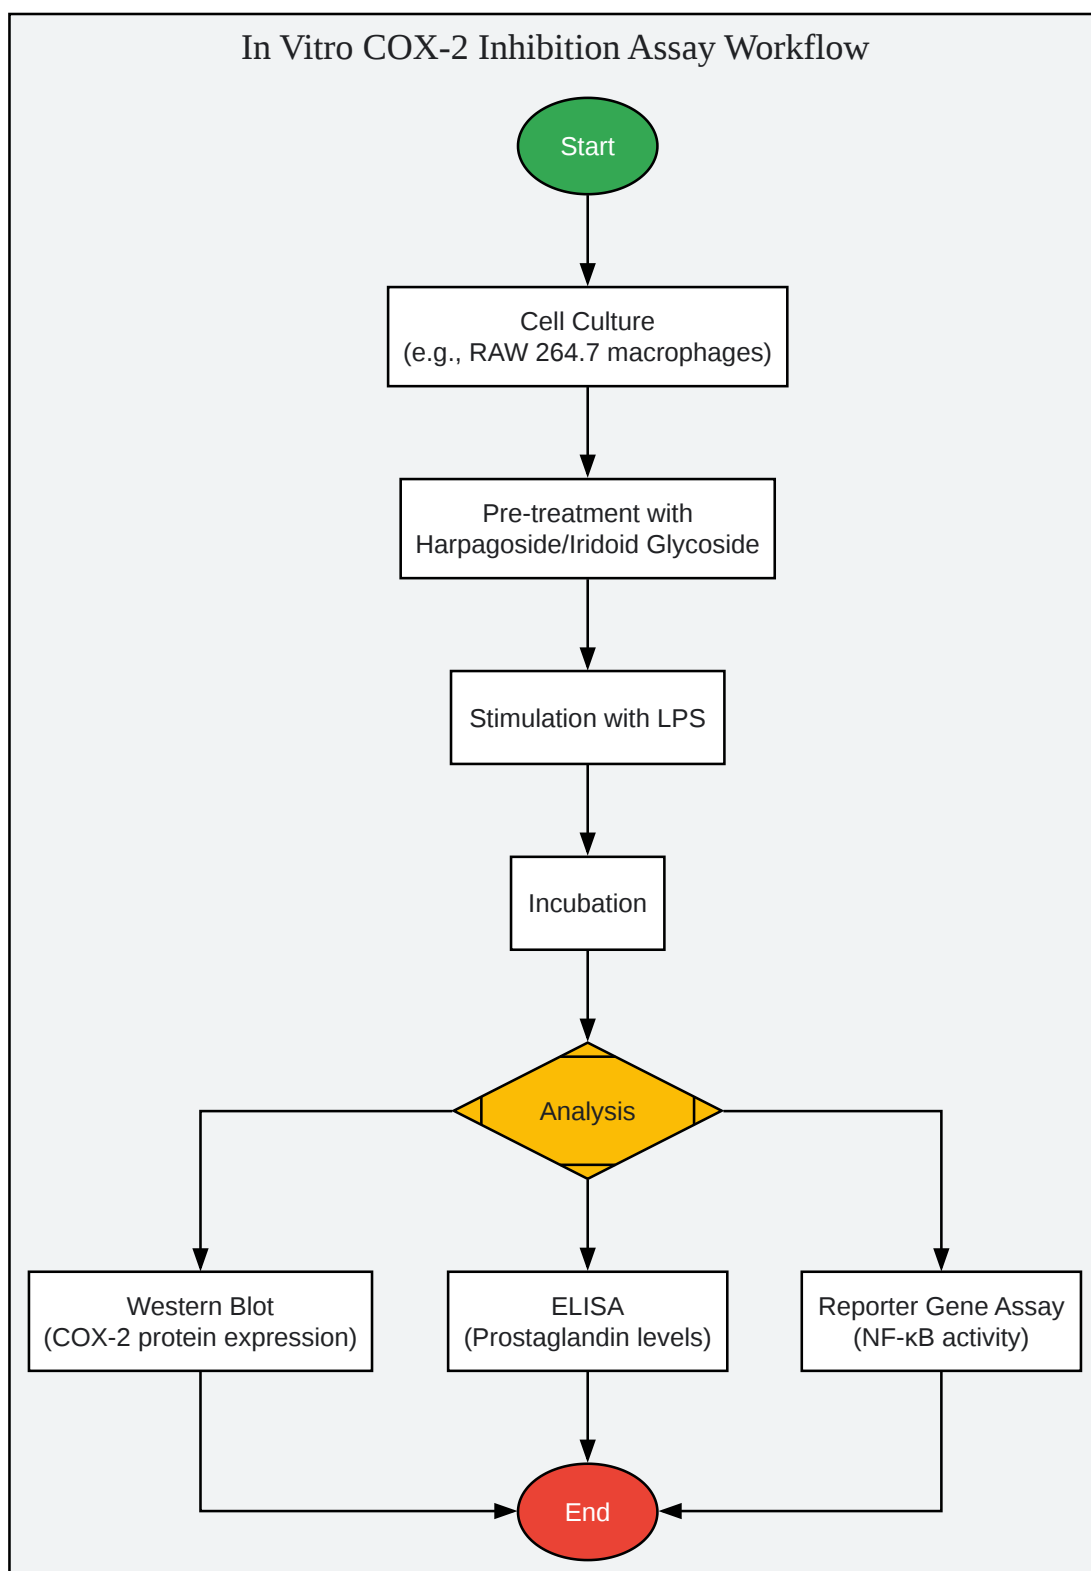 In Vitro COX-2 Inhibition Assay Workflow
Start
Cell Culture
(e.g., RAW 264.7 macrophages)
Pre-treatment with
Harpagoside/Iridoid Glycoside
Stimulation with LPS
Incubation
Analysis
Western Blot
(COX-2 protein expression)
ELISA
(Prostaglandin levels)
Reporter Gene Assay
(NF-κB activity)
End